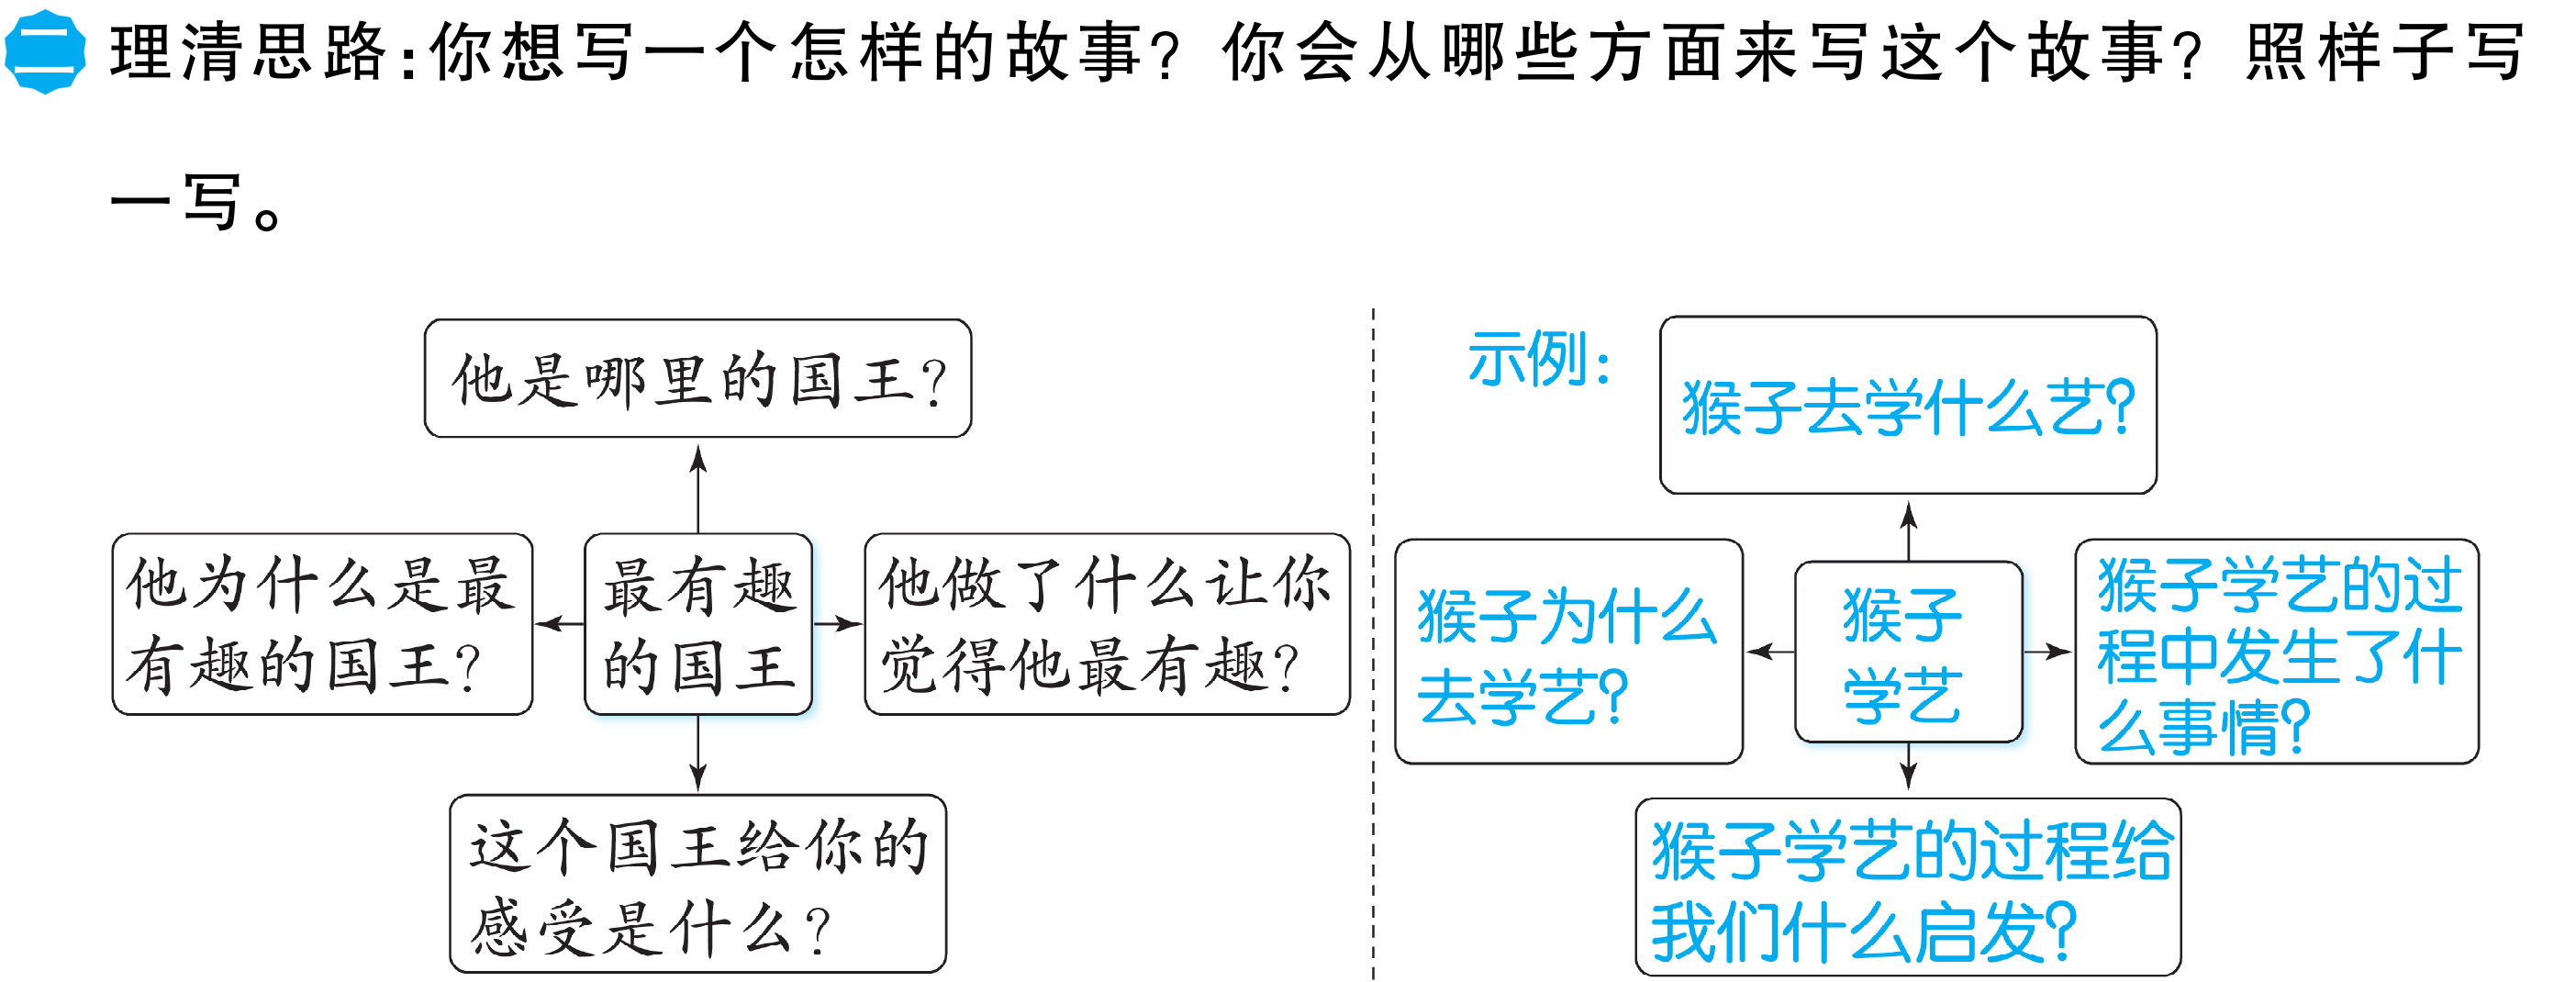 二 理清思路：你想写一个怎样的故事？你会从哪些方面来写这个故事？照样子写
一写。
他是哪里的国王？
他为什么是最
有趣的国王？
最有趣
的国王
他做了什么让你
觉得他最有趣？
这个国王给你的
感受是什么？
示例：
猴子去学什么艺？
猴子为什么
去学艺？
猴子
学艺
猴子学艺的过
程中发生了什
么事情？
猴子学艺的过程给
我们什么启发？